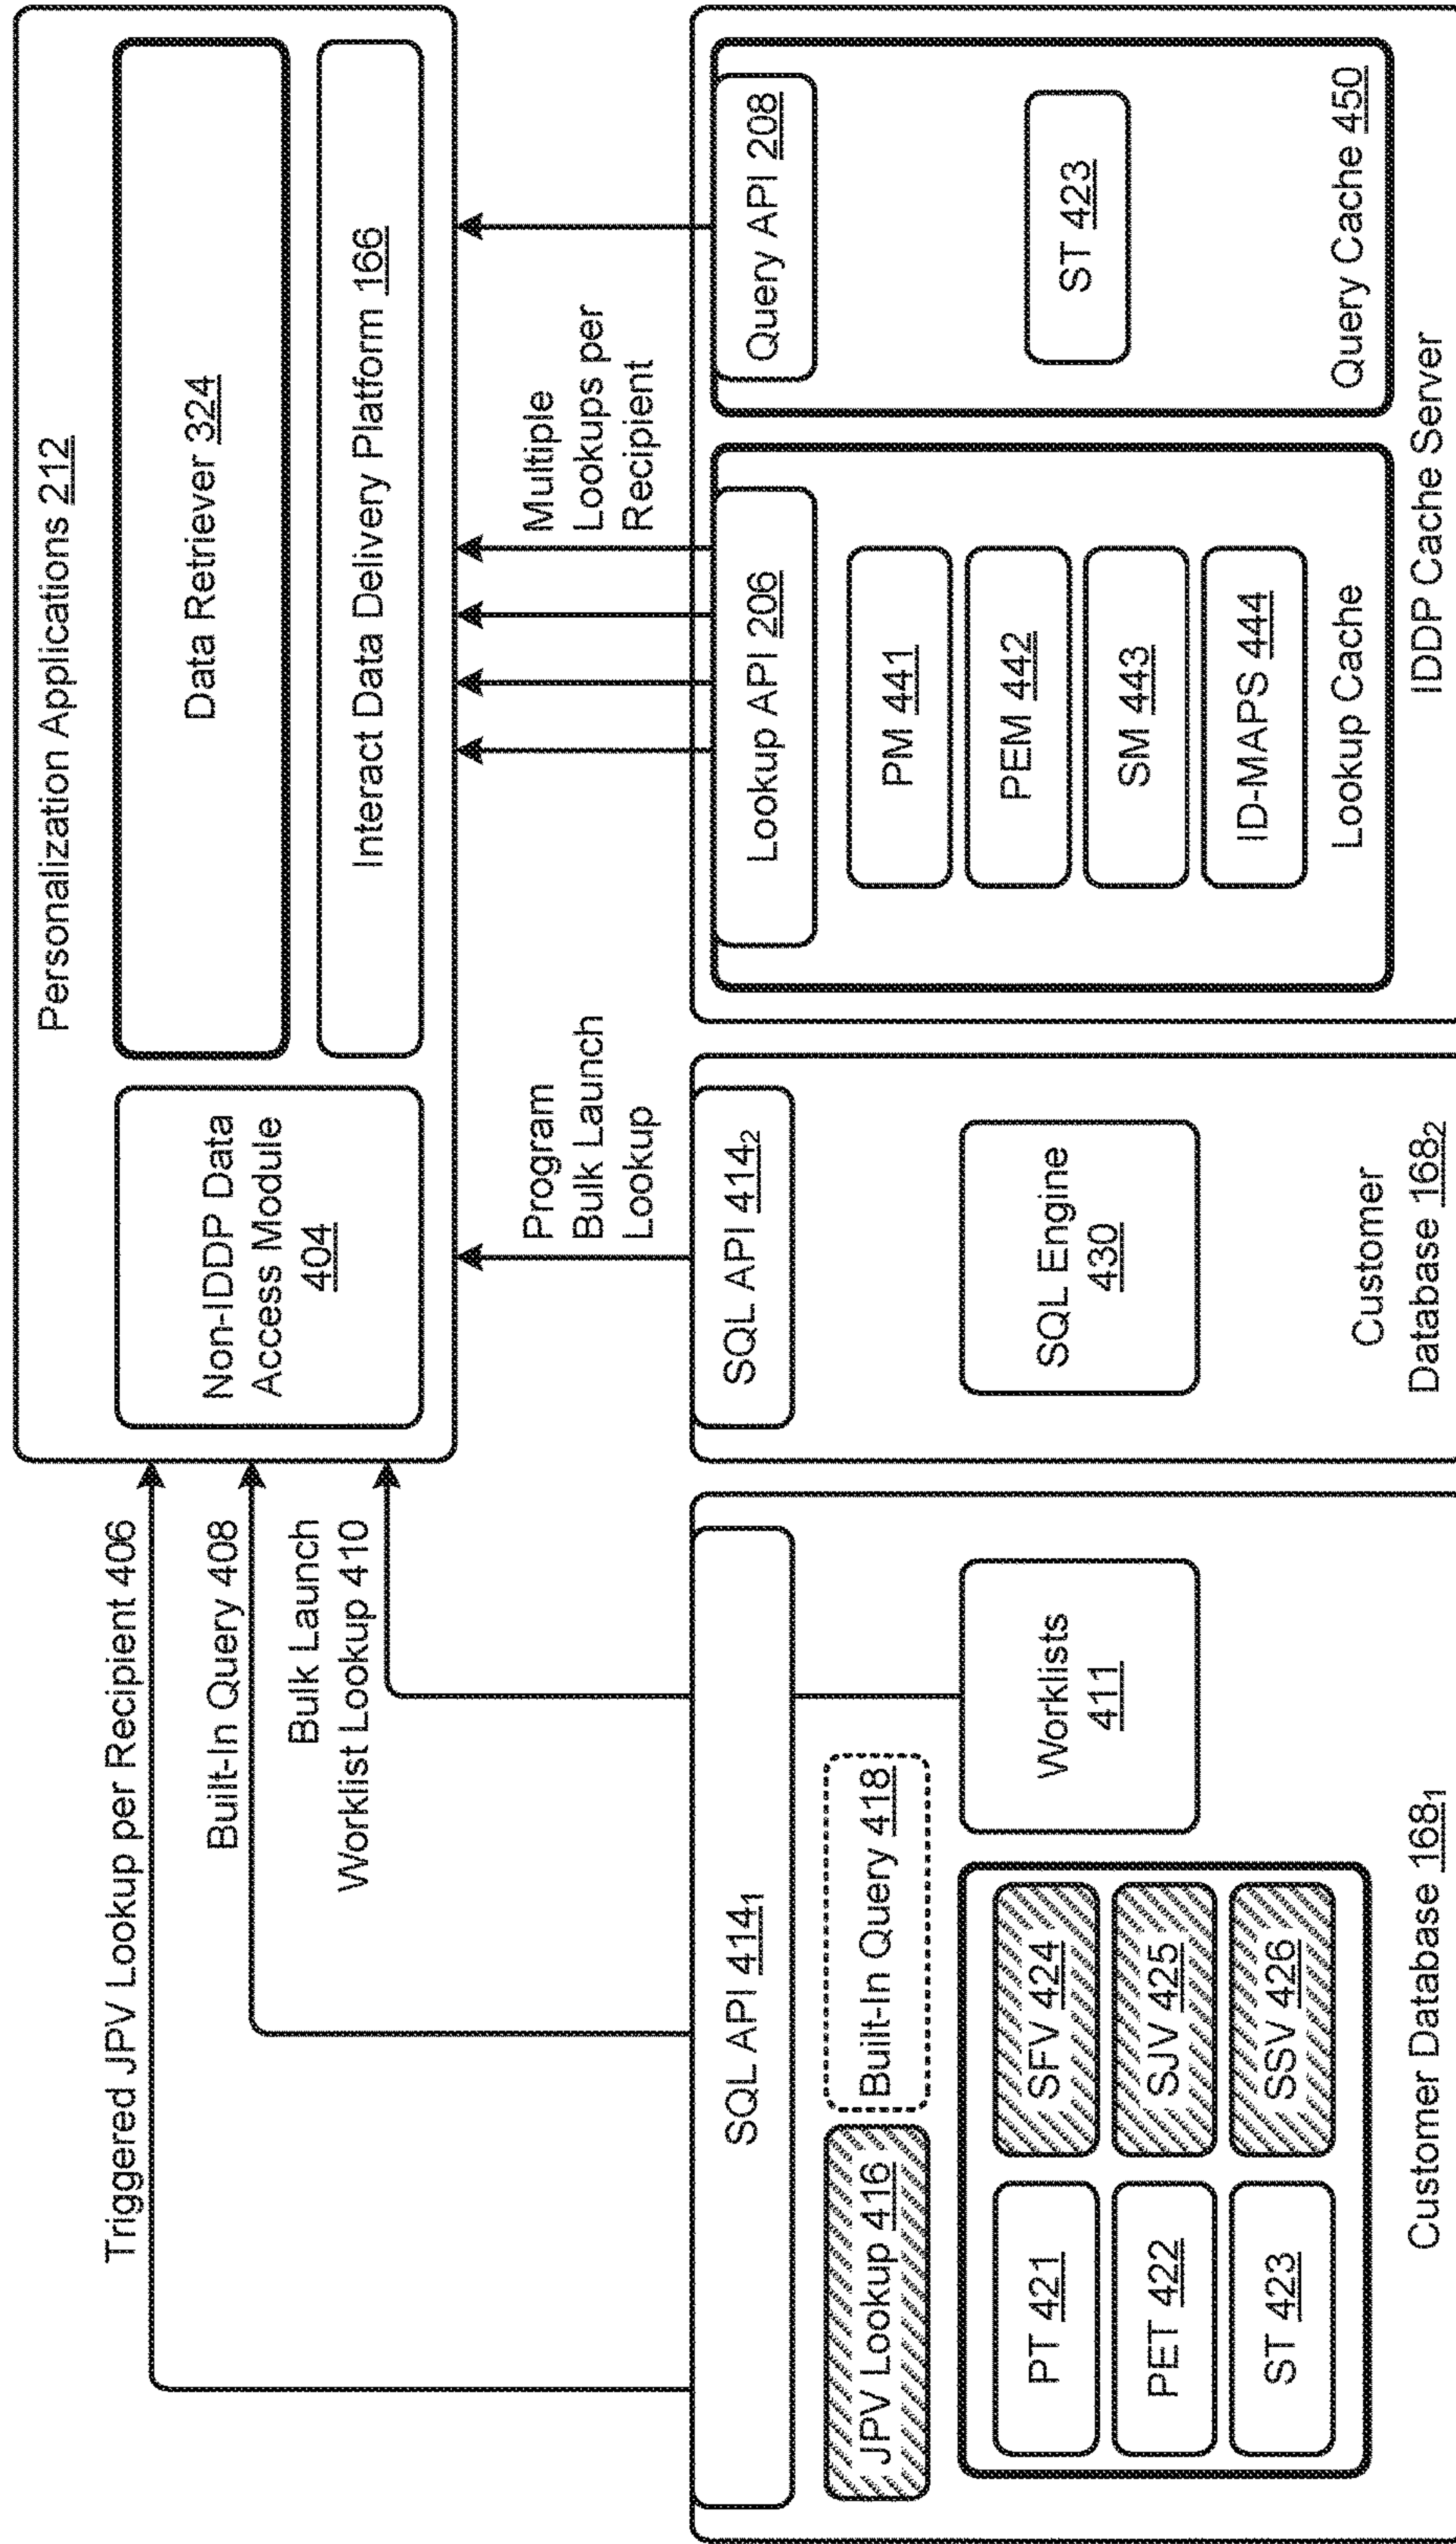 Personalization Applications 212
Non-IDDP Data
Access Module
404
Data Retriever 324
Interact Data Delivery Platform 166
Triggered JPV Lookup per Recipient 406
Built-In Query 408
Bulk Launch
Worklist Lookup 410
Program
Bulk Launch
Lookup
Multiple
Lookups per
Recipient
SQL API 414₁
JPV Lookup 416
Built-In Query 418
Worklists
411
PT 421
SFV 424
PET 422
SJV 425
ST 423
SSV 426
Customer Database 168₁
SQL API 414₂
SQL Engine
430
Customer
Database 168₂
Lookup API 206
PM 441
PEM 442
SM 443
ID-MAPS 444
Lookup Cache
Query API 208
ST 423
Query Cache 450
IDDP Cache Server